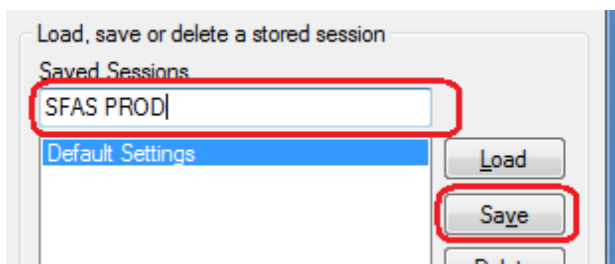 Load, save or delete a stored session
Saved Sessions
SFAS PROD
Default Settings
Load
Save